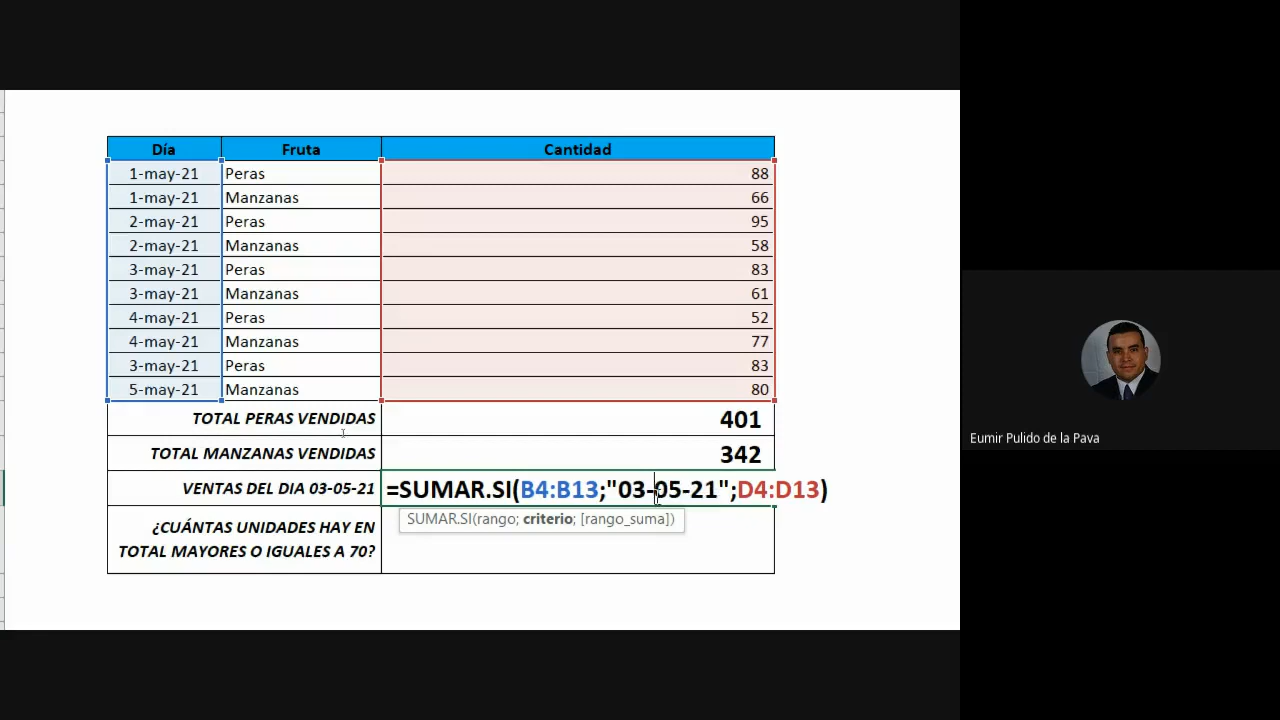 Día Fruta Cantidad
1-may-21 Peras 88
1-may-21 Manzanas 66
2-may-21 Peras 95
2-may-21 Manzanas 58
3-may-21 Peras 83
3-may-21 Manzanas 61
4-may-21 Peras 52
4-may-21 Manzanas 77
3-may-21 Peras 83
5-may-21 Manzanas 80
TOTAL PERAS VENDIDAS 401
TOTAL MANZANAS VENDIDAS 342
VENTAS DEL DIA 03-05-21 =SUMAR.SI(B4:B13;"03-05-21";D4:D13)
SUMAR.SI(rango; criterio; [rango_suma])
¿CUÁNTAS UNIDADES HAY EN
TOTAL MAYORES O IGUALES A 70?
Eumir Pulido de la Pava